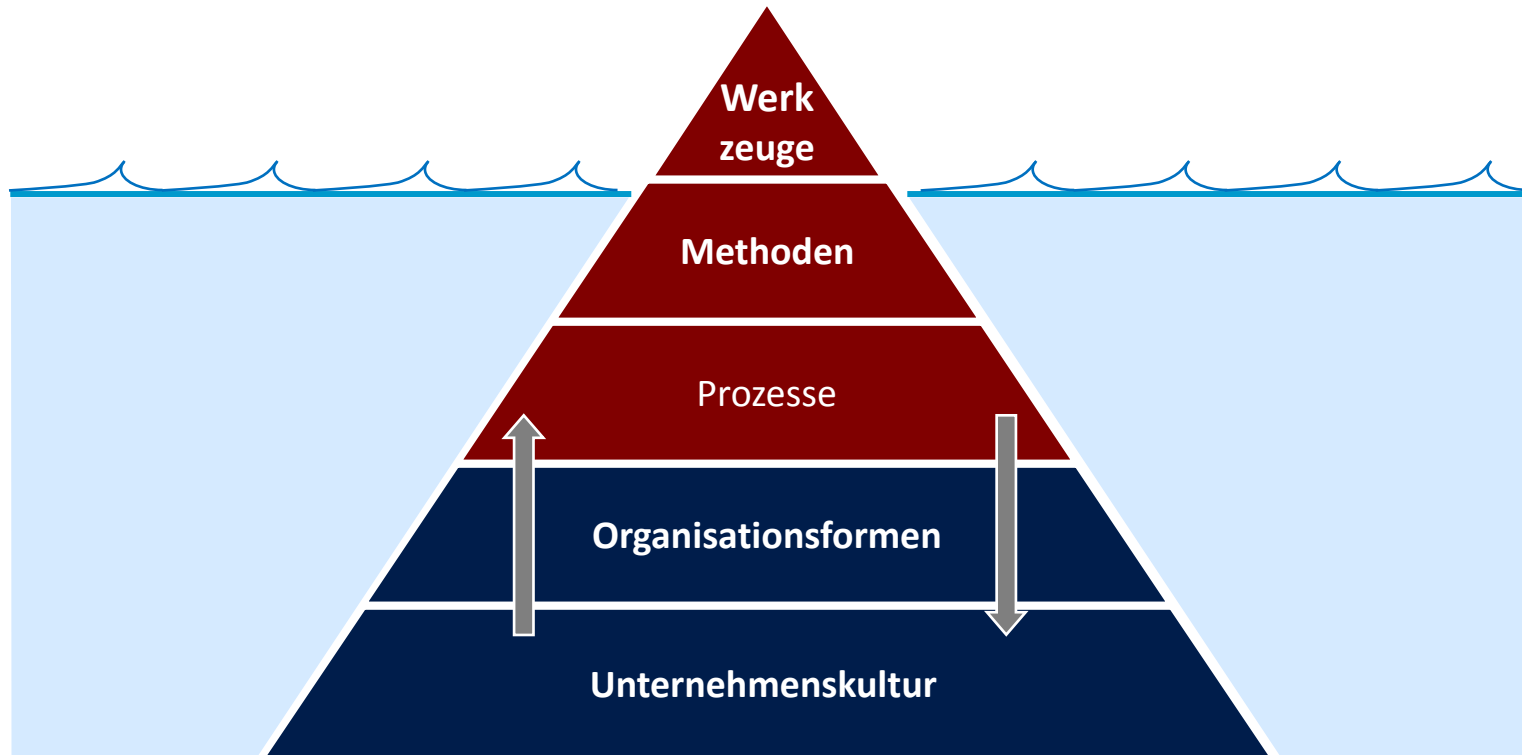 Werk
zeuge
Methoden
Prozesse
Organisationsformen
Unternehmenskultur